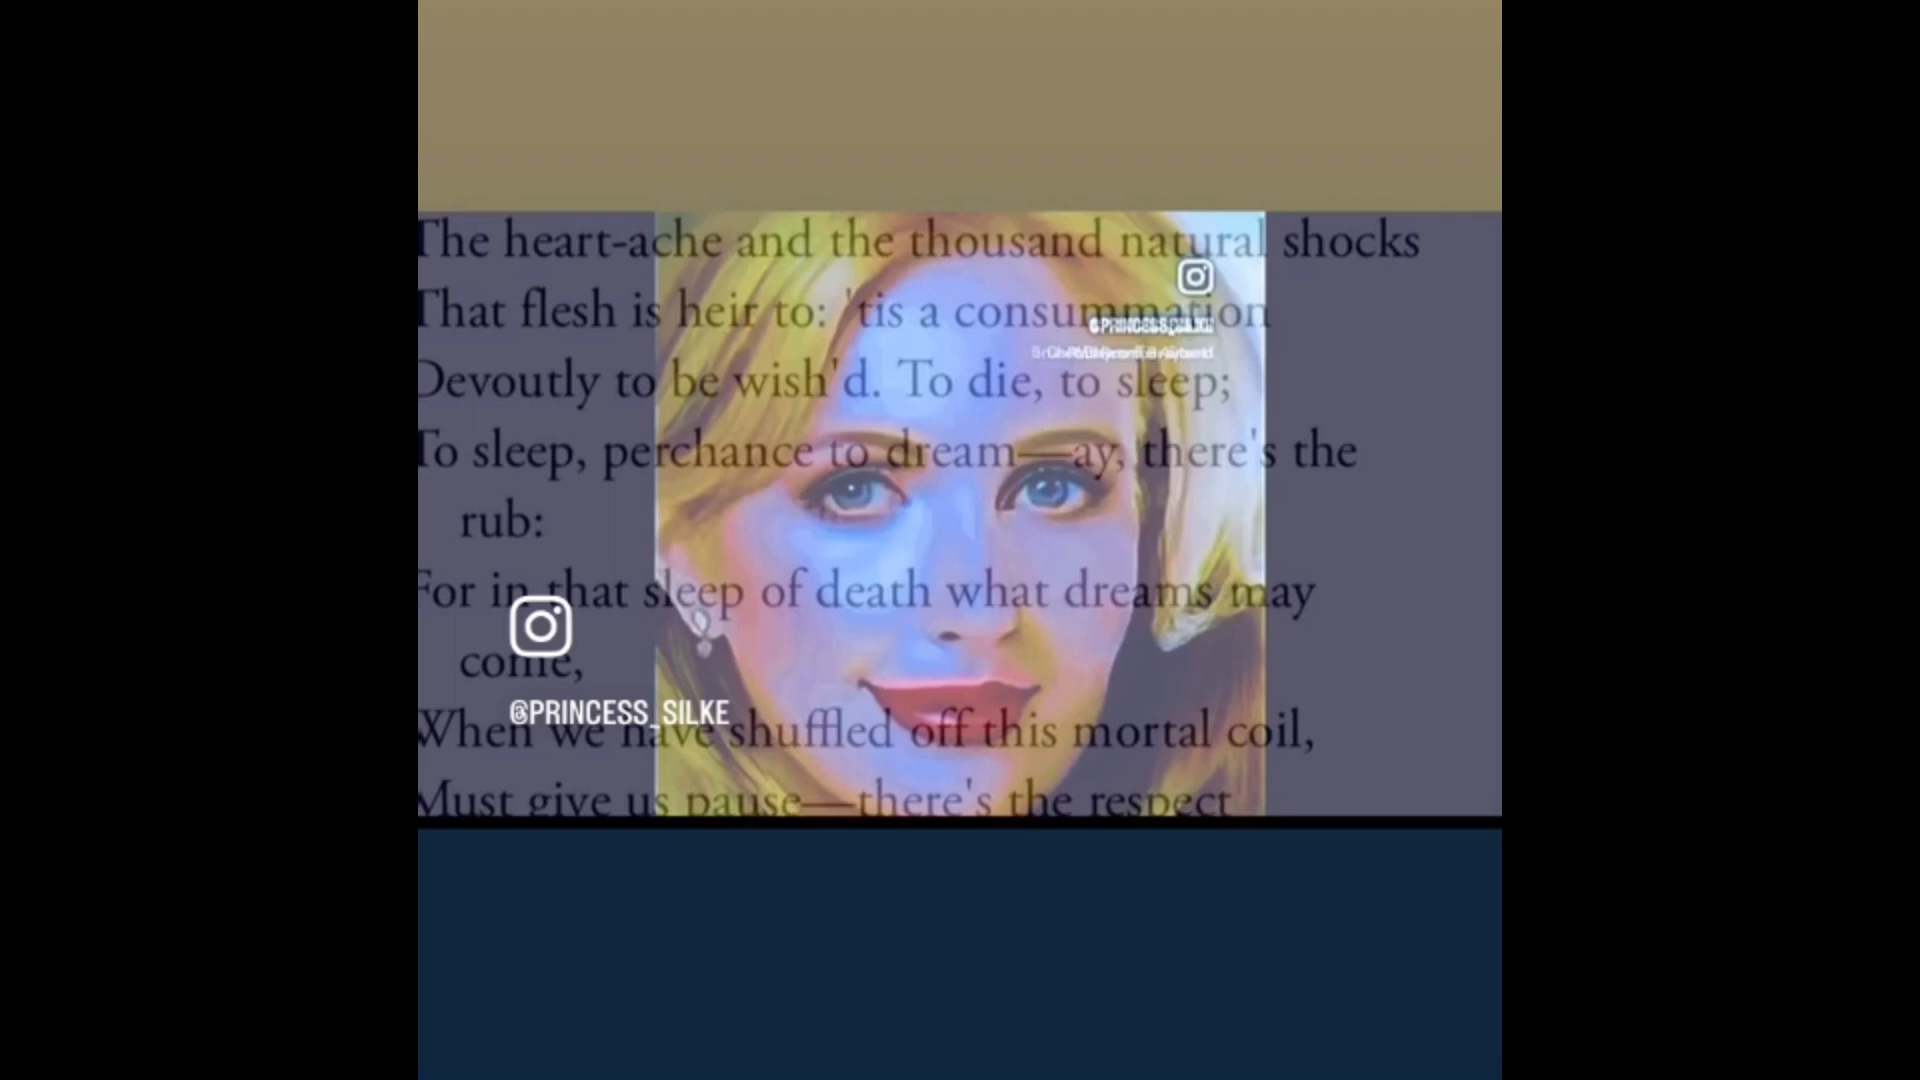 The heart-ache and the thousand natural shocks
That flesh is heir to: 'tis a consummation
@PRINCESS_SILKE
Devoutly to be wish'd. To die, to sleep;
To sleep, perchance to dream—ay, there's the
rub:
For in that sleep of death what dreams may
come,
@PRINCESS_SILKE
When we have shuffled off this mortal coil,
Must give us pause—there's the respect